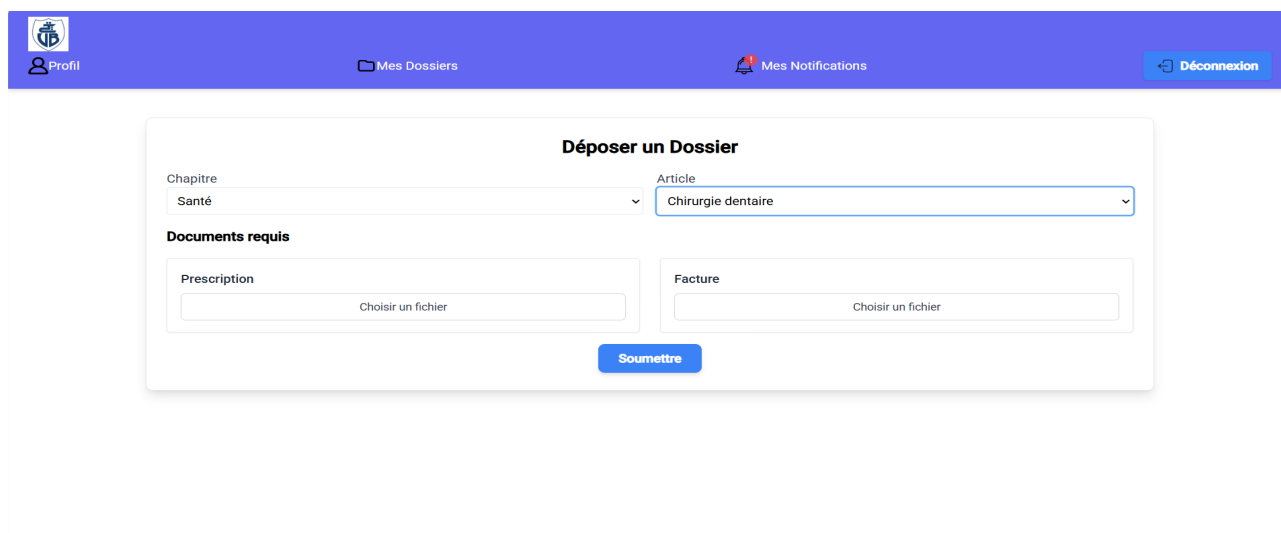 Profil
Mes Dossiers
! Mes Notifications
Déconnexion
Déposer un Dossier
Chapitre
Article
Santé
Chirurgie dentaire
Documents requis
Prescription
Facture
Choisir un fichier
Choisir un fichier
Soumettre